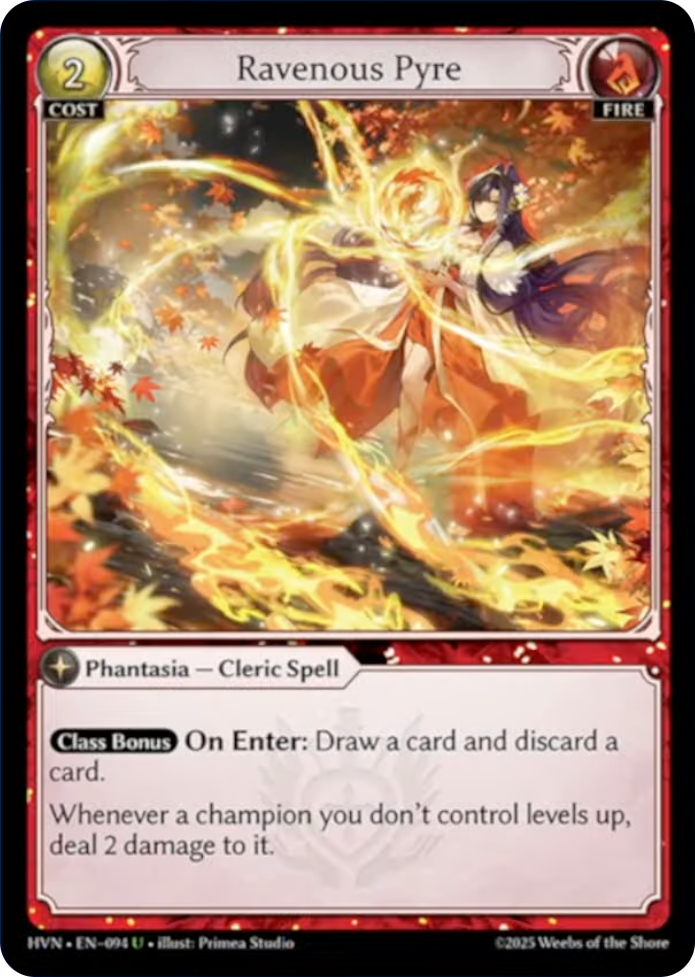 2
Ravenous Pyre
COST
FIRE
Phantasia — Cleric Spell
Class Bonus On Enter: Draw a card and discard a
card.
Whenever a champion you don't control levels up,
deal 2 damage to it.
HVN • EN-094 U • illust: Primea Studio
©2025 Weebs of the Shore